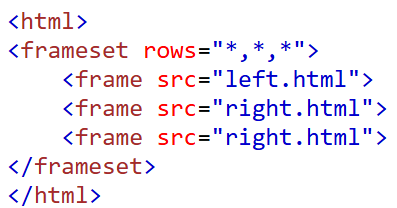 <html>
<frameset rows="*,*,*">
    <frame src="left.html">
    <frame src="right.html">
    <frame src="right.html">
</frameset>
</html>